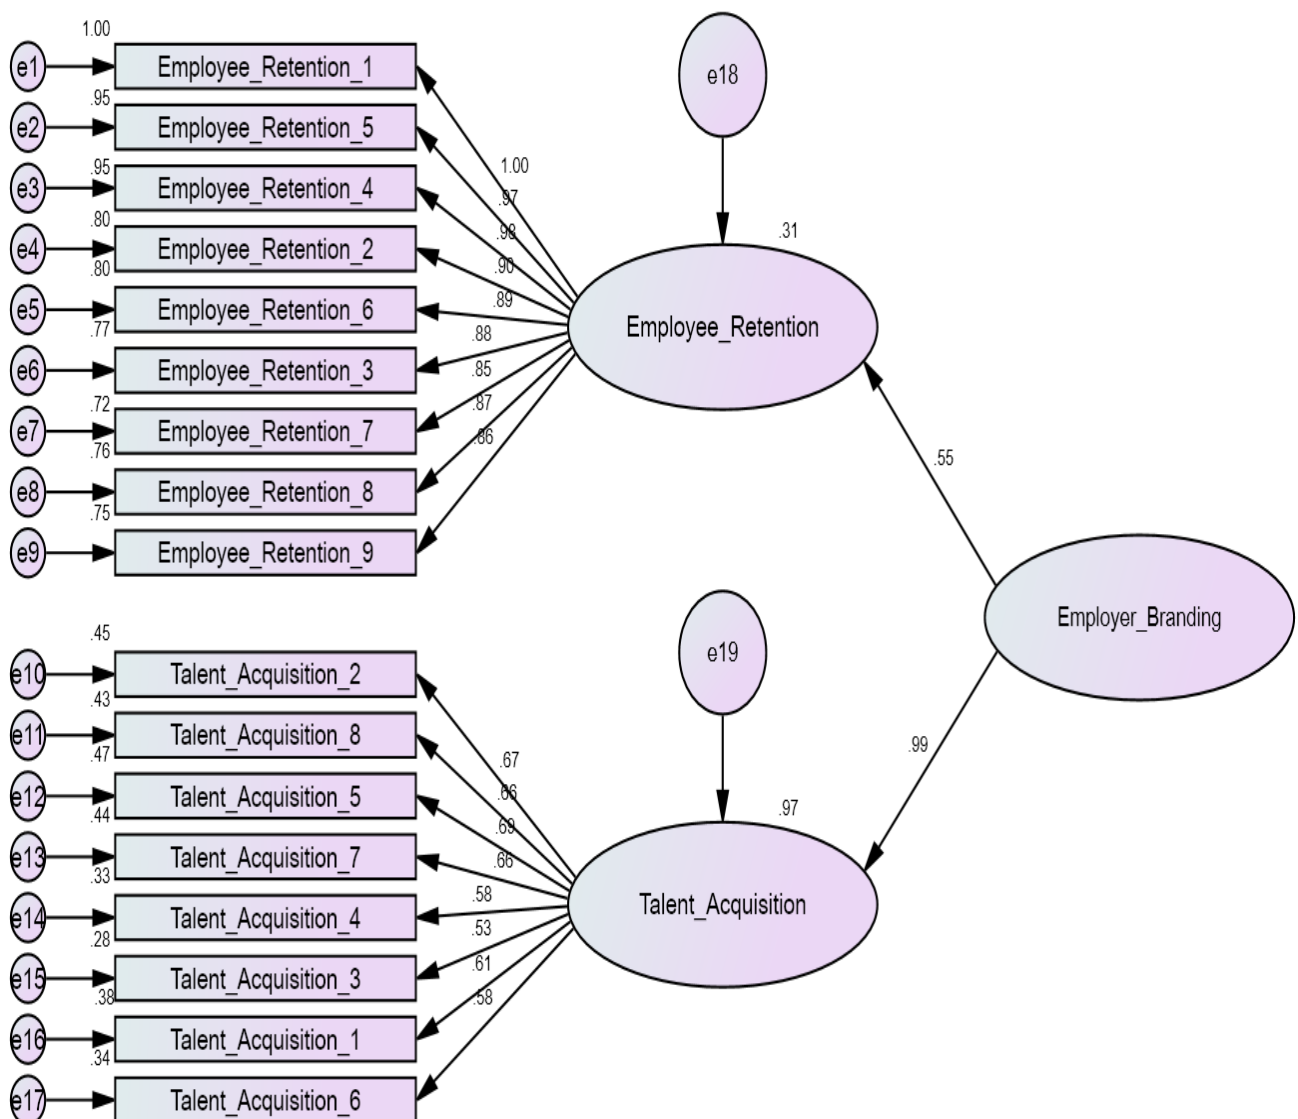 1.00
e1 Employee_Retention_1
.95
e2 Employee_Retention_5
.95
e3 Employee_Retention_4
.80
e4 Employee_Retention_2
.80
e5 Employee_Retention_6
.77
e6 Employee_Retention_3
.72
e7 Employee_Retention_7
.76
e8 Employee_Retention_8
.75
e9 Employee_Retention_9
1.00
.97
.98
.90
.89
.88
.85
.87
.86
e18
.31
Employee_Retention
.55
Employer_Branding
.99
.45
e10 Talent_Acquisition_2
.43
e11 Talent_Acquisition_8
.47
e12 Talent_Acquisition_5
.44
e13 Talent_Acquisition_7
.33
e14 Talent_Acquisition_4
.28
e15 Talent_Acquisition_3
.38
e16 Talent_Acquisition_1
.34
e17 Talent_Acquisition_6
.67
.66
.69
.66
.58
.53
.61
.58
e19
.97
Talent_Acquisition